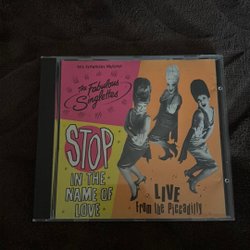 The Fabulous
Singlettes
STOP
IN THE
NAME OF
LOVE
LIVE
From the Piccadilly